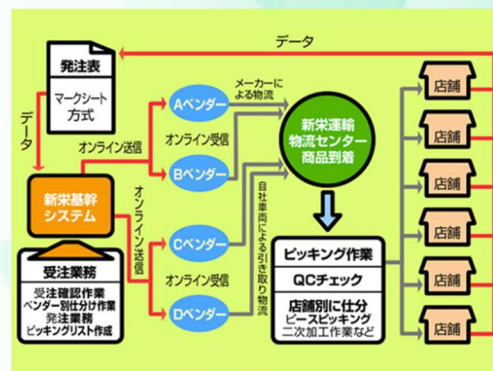 データ
発注表
マークシート
方式
データ
オンライン送信
新栄基幹
システム
受注業務
受注確認作業
ベンダー別仕分け作業
発注業務
ピッキングリスト作成
オンライン送信
Aベンダー
オンライン受信
Bベンダー
Cベンダー
オンライン受信
Dベンダー
メーカーに
よる物流
自社車両による引き取り物流
新栄運輸
物流センター
商品到着
ピッキング作業
QCチェック
店舗別に仕分
ピースピッキング
二次加工作業など
店舗
店舗
店舗
店舗
店舗
店舗